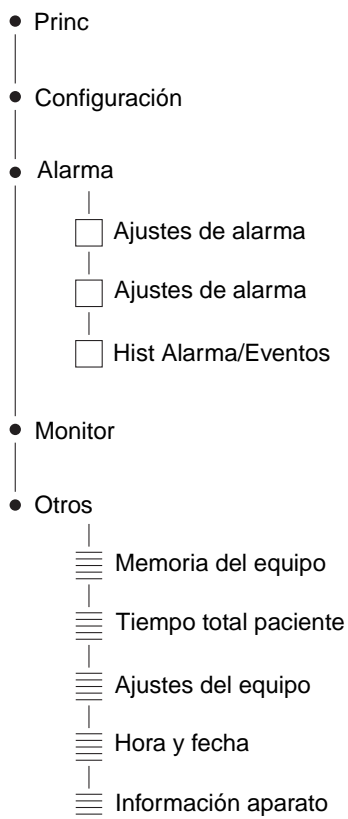 Princ
Configuración
Alarma
Ajustes de alarma
Ajustes de alarma
Hist Alarma/Eventos
Monitor
Otros
Memoria del equipo
Tiempo total paciente
Ajustes del equipo
Hora y fecha
Información aparato